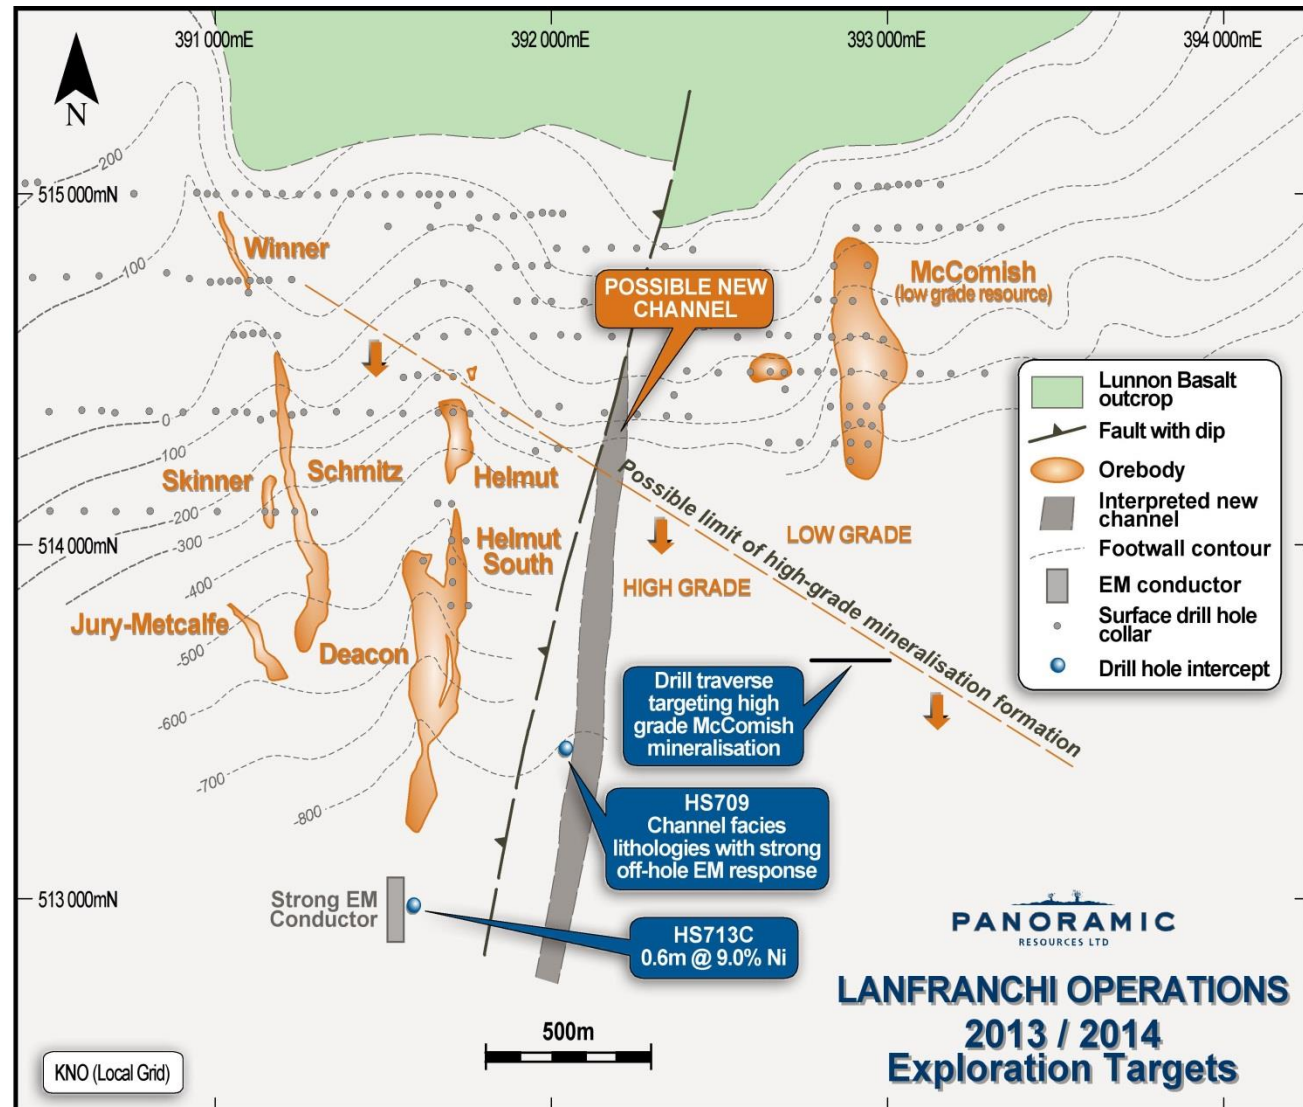 391 000mE
392 000mE
393 000mE
394 000mE
N
200
515 000mN
Winner
100
McComish
(low grade resource)
POSSIBLE NEW
CHANNEL
0
Lunnon Basalt
outcrop
Fault with dip
Orebody
Interpreted new
channel
Footwall contour
EM conductor
Surface drill hole
collar
Drill hole intercept
-100
Skinner
Schmitz
Helmut
-200
Possible limit of high-grade mineralisation formation
514 000mN
-300
Helmut
South
LOW GRADE
HIGH GRADE
-400
Jury-Metcalfe
-500
Deacon
Drill traverse
targeting high
grade McComish
mineralisation
-600
-700
-800
HS709
Channel facies
lithologies with strong
off-hole EM response
513 000mN
Strong EM
Conductor
HS713C
0.6m @ 9.0% Ni
PANORAMIC
RESOURCES LTD
LANFRANCHI OPERATIONS
2013 / 2014
Exploration Targets
500m
KNO (Local Grid)